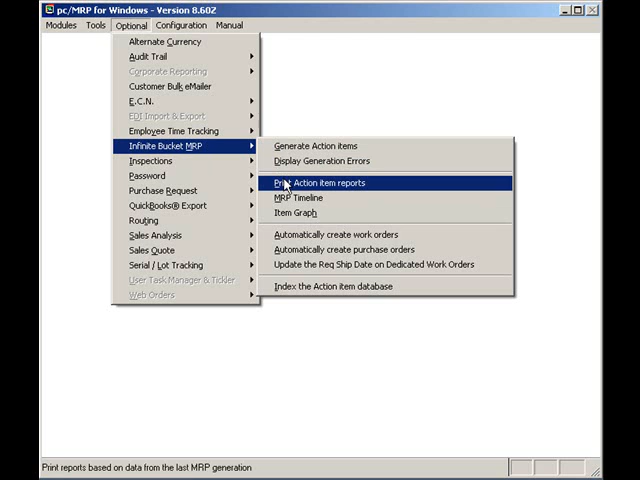 pc/MRP for Windows - Version 8.60Z
Modules Tools Optional Configuration Manual
Alternate Currency
Audit Trail
Corporate Reporting
Customer Bulk eMailer
E.C.N.
EDI Import & Export
Employee Time Tracking
Infinite Bucket MRP
Inspections
Password
Purchase Request
QuickBooks® Export
Routing
Sales Analysis
Sales Quote
Serial / Lot Tracking
User Task Manager & Tickler
Web Orders
Generate Action items
Display Generation Errors
Print Action item reports
MRP Timeline
Item Graph
Automatically create work orders
Automatically create purchase orders
Update the Req Ship Date on Dedicated Work Orders
Index the Action item database
Print reports based on data from the last MRP generation